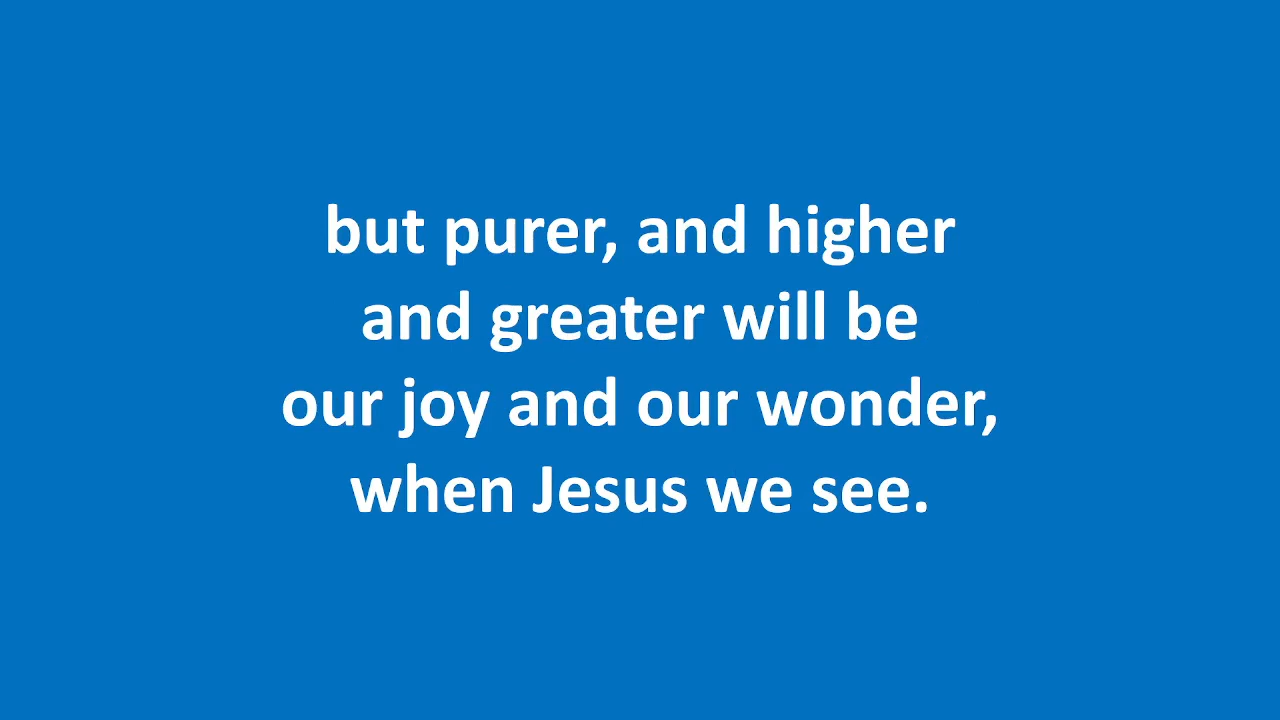 but purer, and higher
and greater will be
our joy and our wonder,
when Jesus we see.